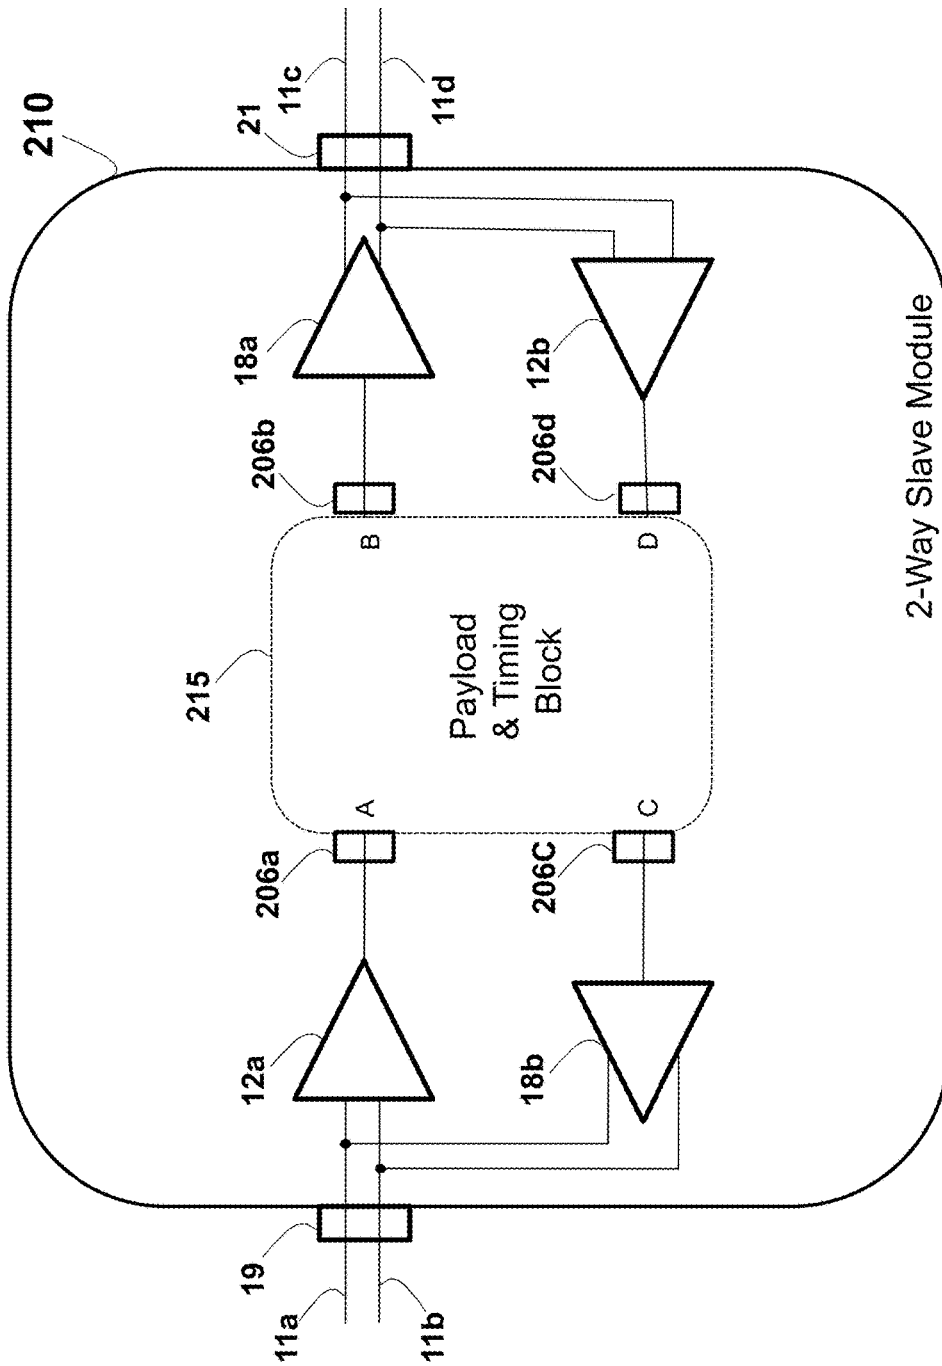 210
11c
21
11d
18a
12b
206b
206d
B
D
215
Payload
& Timing
Block
A
C
206a
206C
12a
18b
19
11a
11b
2-Way Slave Module